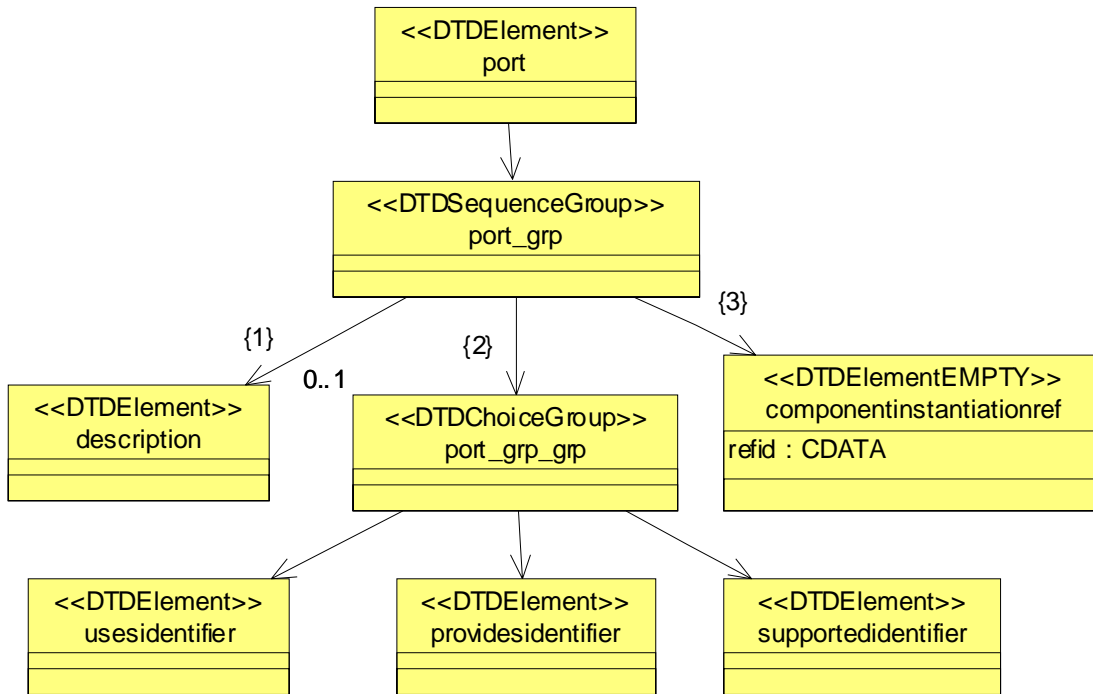 <<DTDElement>>
port
<<DTDSequenceGroup>>
port_grp
{1}
0..1
{2}
{3}
<<DTDElement>>
description
<<DTDChoiceGroup>>
port_grp_grp
<<DTDElementEMPTY>>
componentinstantiationref
refid : CDATA
<<DTDElement>>
usesidentifier
<<DTDElement>>
providesidentifier
<<DTDElement>>
supportedidentifier